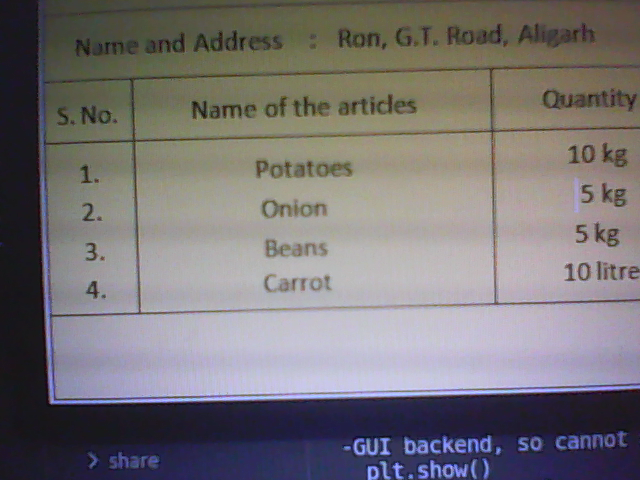 Name and Address : Ron, G.T. Road, Aligarh
S. No. Name of the articles Quantity
1. Potatoes 10 kg
2. Onion 5 kg
3. Beans 5 kg
4. Carrot 10 litre
-GUI backend, so cannot
> share plt.show()